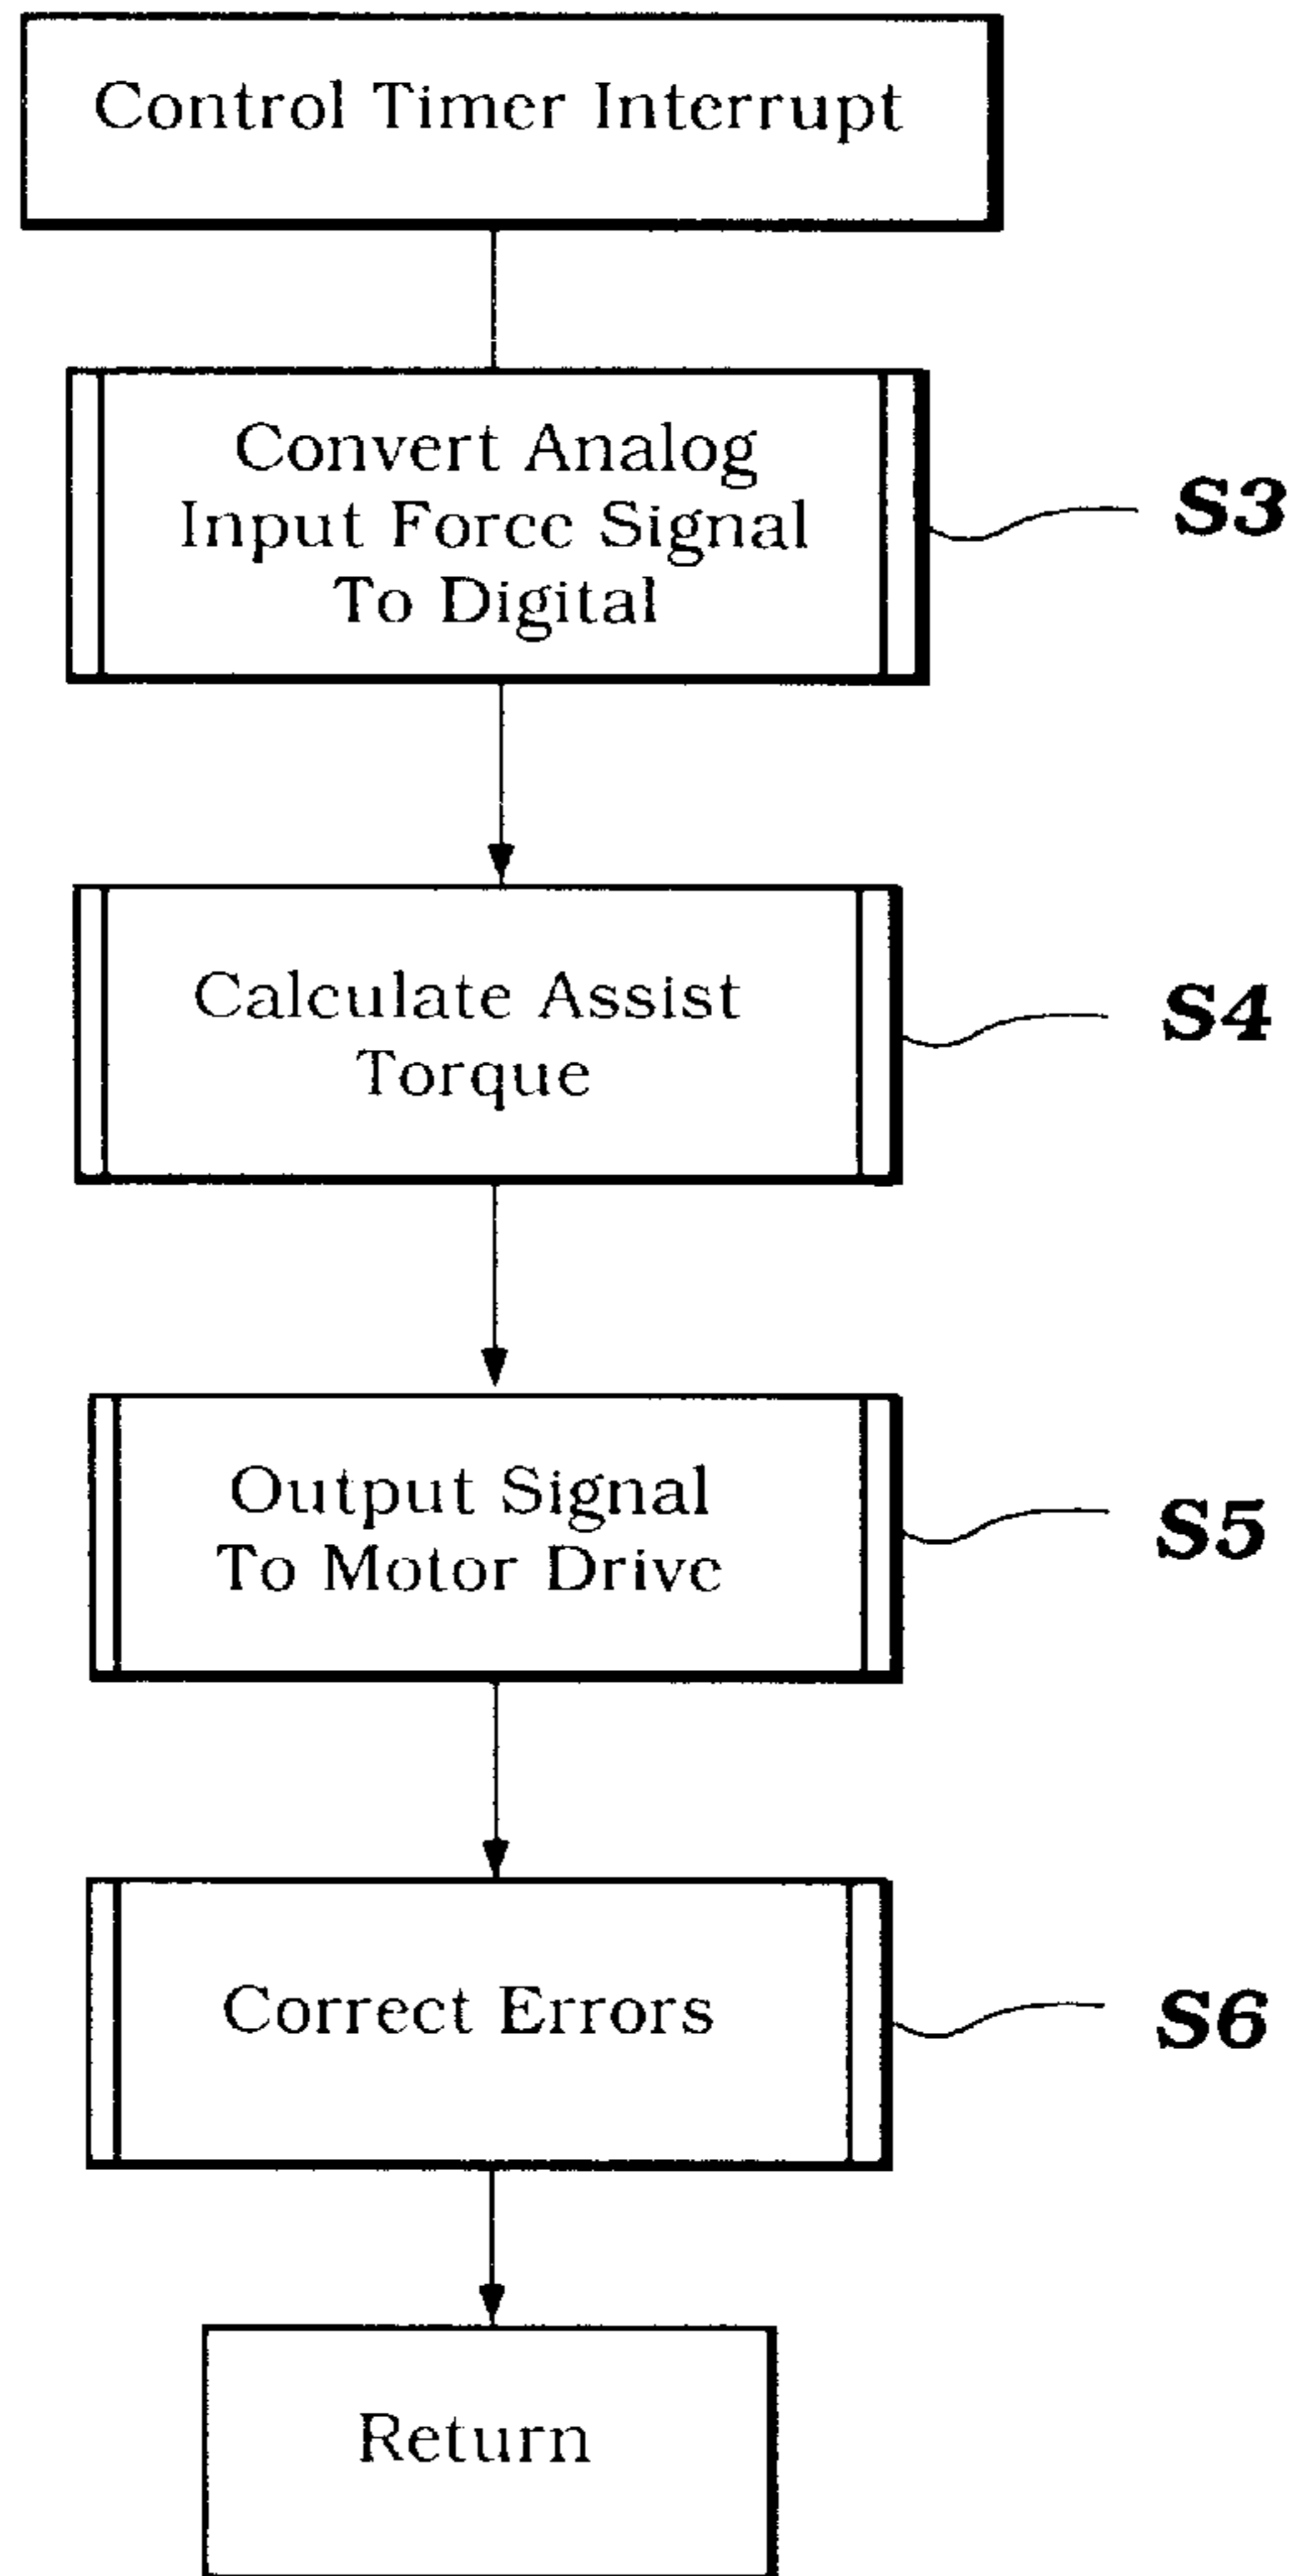 Control Timer Interrupt
Convert Analog
Input Force Signal
To Digital
S3
Calculate Assist
Torque
S4
Output Signal
To Motor Drive
S5
Correct Errors
S6
Return